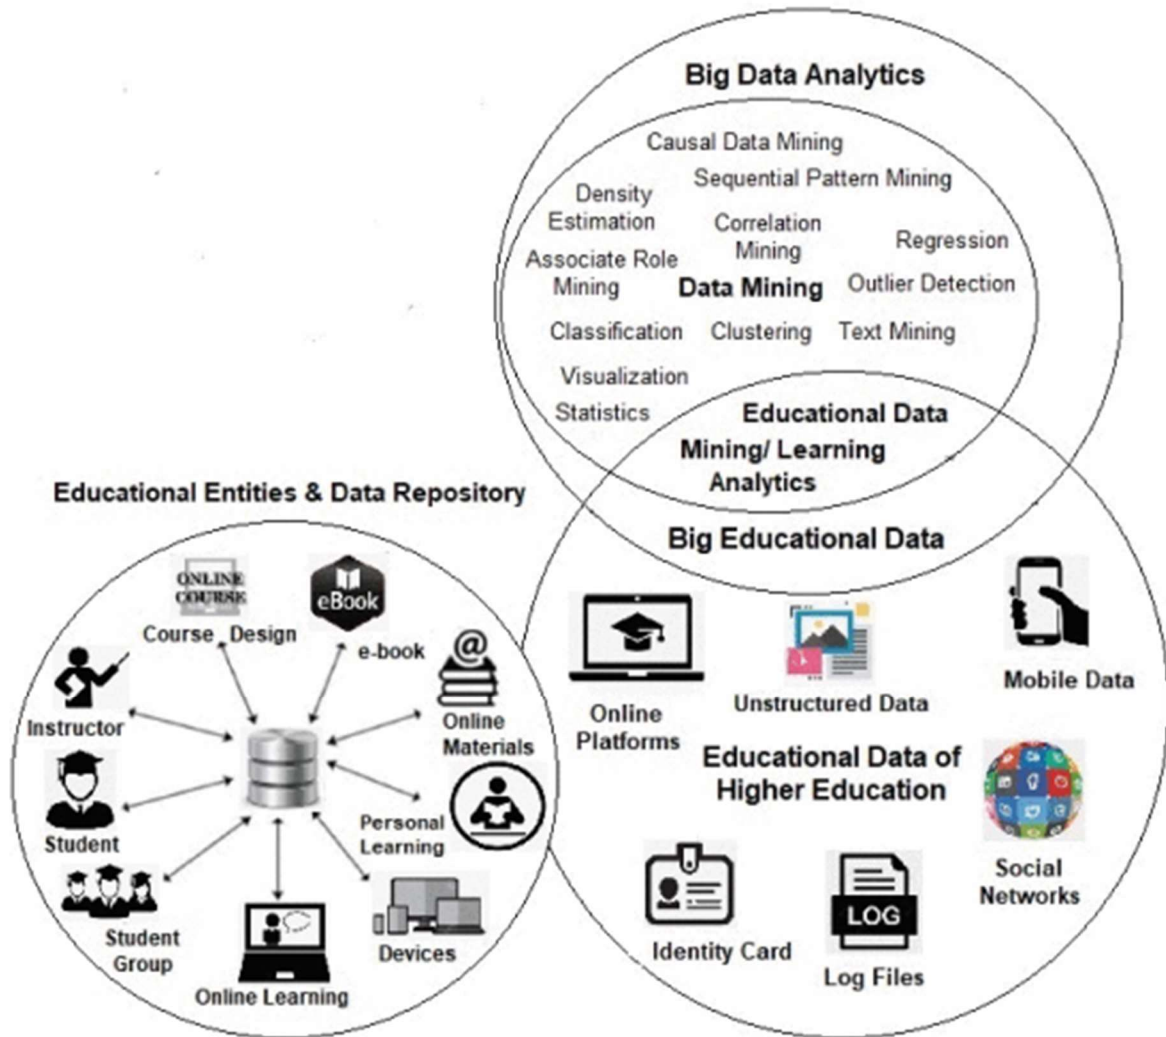 Big Data Analytics
Causal Data Mining
Sequential Pattern Mining
Density
Estimation
Correlation
Mining
Regression
Associate Role
Mining
Data Mining
Outlier Detection
Classification
Clustering
Text Mining
Visualization
Statistics
Educational Data
Mining/ Learning
Analytics
Big Educational Data
Educational Entities & Data Repository
ONLINE
COURSE
Course Design
eBook
e-book
@
Online
Materials
Instructor
Student
Personal
Learning
Student
Group
Online Learning
Devices
Online
Platforms
Unstructured Data
Mobile Data
Educational Data of
Higher Education
Social
Networks
Identity Card
LOG
Log Files